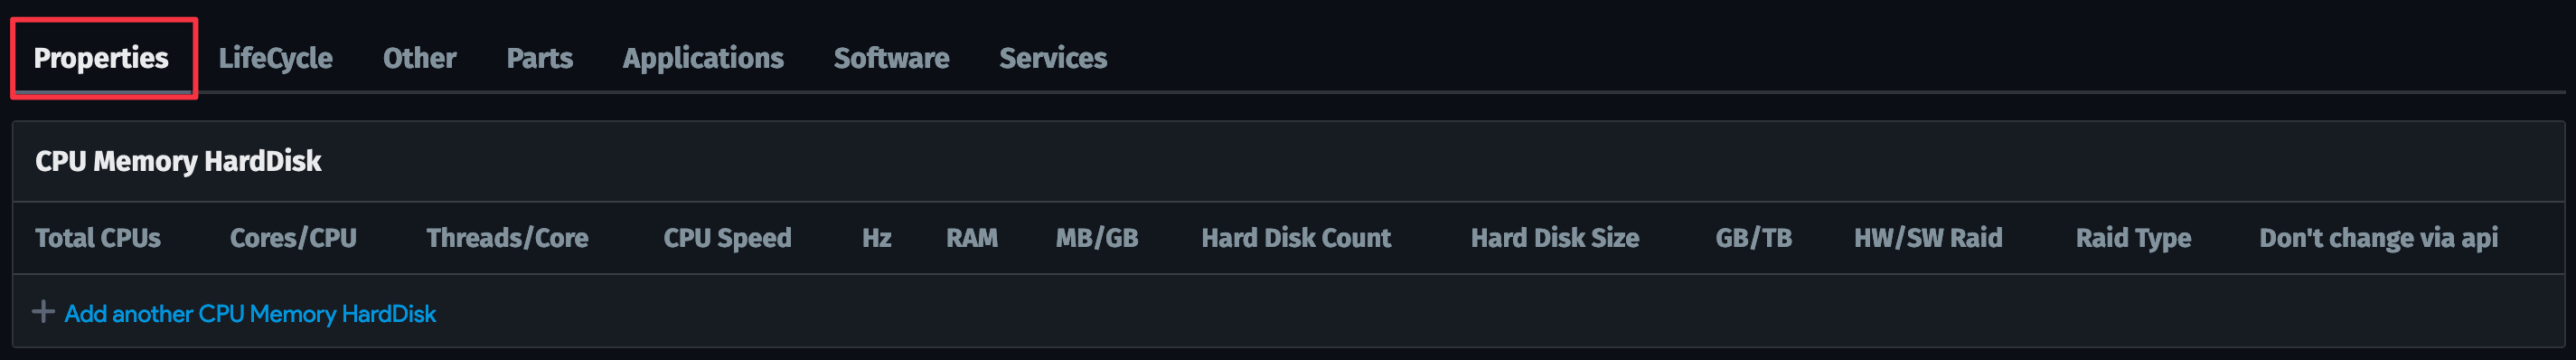 Properties LifeCycle Other Parts Applications Software Services
CPU Memory HardDisk
Total CPUs Cores/CPU Threads/Core CPU Speed Hz RAM MB/GB Hard Disk Count Hard Disk Size GB/TB HW/SW Raid Raid Type Don't change via api
Add another CPU Memory HardDisk